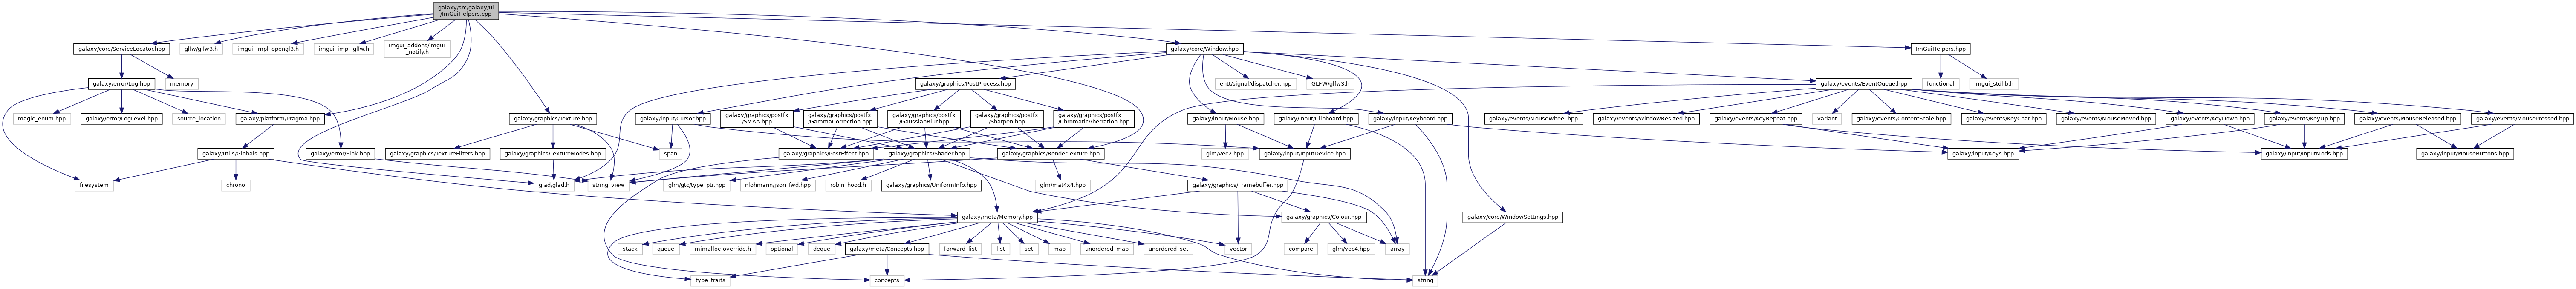 galaxy/src/galaxy/ui
/ImGuiHelpers.cpp
galaxy/core/ServiceLocator.hpp
glfw/glfw3.h
imgui_impl_opengl3.h
imgui_impl_glfw.h
imgui_addons/imgui
_notify.h
galaxy/core/Window.hpp
ImGuiHelpers.hpp
galaxy/error/Log.hpp
memory
galaxy/graphics/PostProcess.hpp
entt/signal/dispatcher.hpp
GLFW/glfw3.h
galaxy/events/EventQueue.hpp
functional
imgui_stdlib.h
magic_enum.hpp
galaxy/error/LogLevel.hpp
source_location
galaxy/platform/Pragma.hpp
galaxy/graphics/Texture.hpp
galaxy/input/Cursor.hpp
galaxy/graphics/postfx
/SMAA.hpp
galaxy/graphics/postfx
/GammaCorrection.hpp
galaxy/graphics/postfx
/GaussianBlur.hpp
galaxy/graphics/postfx
/Sharpen.hpp
galaxy/graphics/postfx
/ChromaticAberration.hpp
galaxy/input/Mouse.hpp
galaxy/input/Clipboard.hpp
galaxy/input/Keyboard.hpp
galaxy/events/MouseWheel.hpp
galaxy/events/WindowResized.hpp
galaxy/events/KeyRepeat.hpp
variant
galaxy/events/ContentScale.hpp
galaxy/events/KeyChar.hpp
galaxy/events/MouseMoved.hpp
galaxy/events/KeyDown.hpp
galaxy/events/KeyUp.hpp
galaxy/events/MouseReleased.hpp
galaxy/events/MousePressed.hpp
galaxy/utils/Globals.hpp
galaxy/error/Sink.hpp
galaxy/graphics/TextureFilters.hpp
galaxy/graphics/TextureModes.hpp
span
galaxy/graphics/PostEffect.hpp
galaxy/graphics/Shader.hpp
galaxy/graphics/RenderTexture.hpp
glm/vec2.hpp
galaxy/input/InputDevice.hpp
galaxy/input/Keys.hpp
galaxy/input/InputMods.hpp
galaxy/input/MouseButtons.hpp
filesystem
chrono
glad/glad.h
string_view
glm/gtc/type_ptr.hpp
nlohmann/json_fwd.hpp
robin_hood.h
galaxy/graphics/UniformInfo.hpp
glm/mat4x4.hpp
galaxy/graphics/Framebuffer.hpp
galaxy/meta/Memory.hpp
galaxy/graphics/Colour.hpp
galaxy/core/WindowSettings.hpp
stack
queue
mimalloc-override.h
optional
deque
galaxy/meta/Concepts.hpp
forward_list
list
set
map
unordered_map
unordered_set
vector
compare
glm/vec4.hpp
array
type_traits
concepts
string